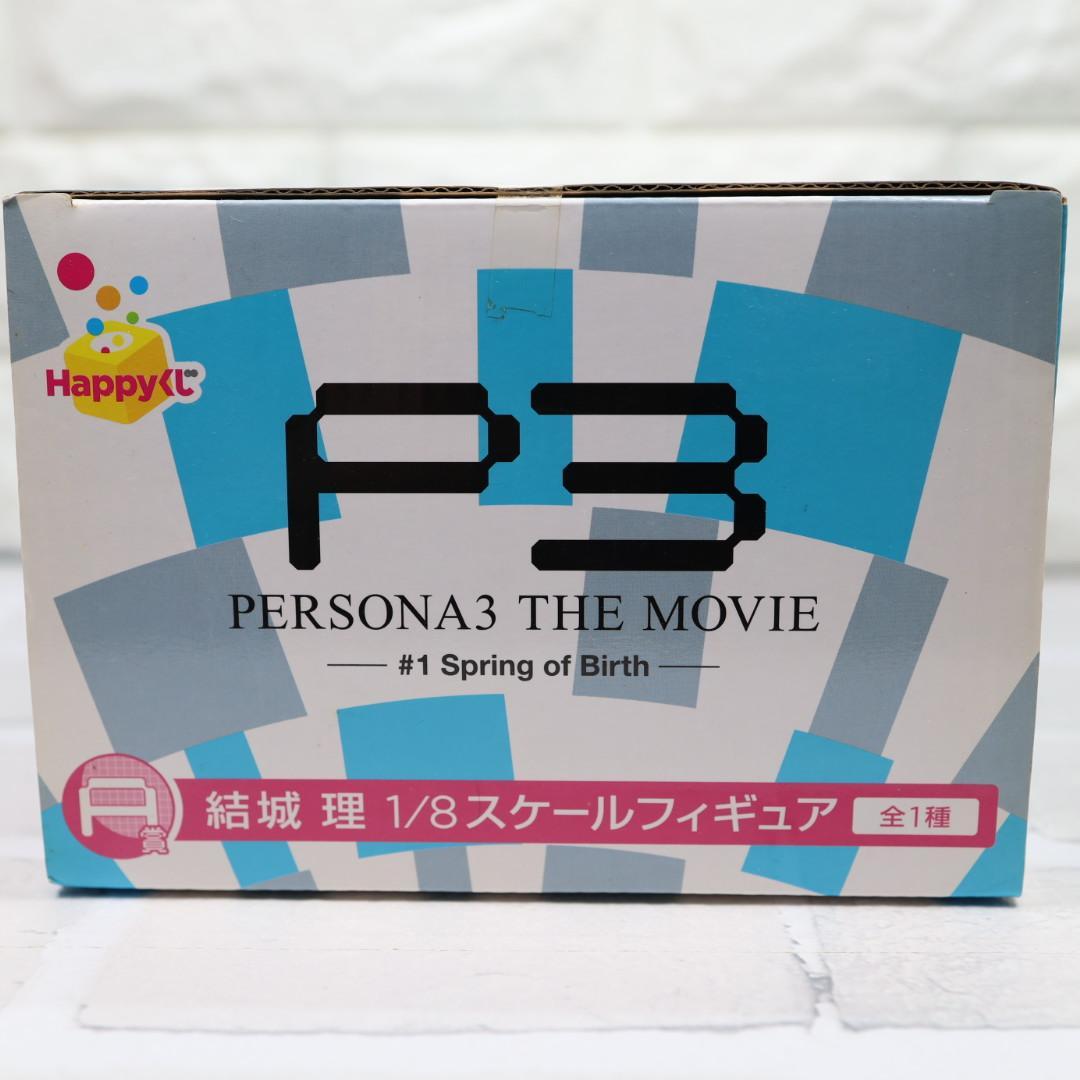 Happyくじ
P3
PERSONA3 THE MOVIE
#1 Spring of Birth
A賞 結城 理 1/8スケールフィギュア 全1種